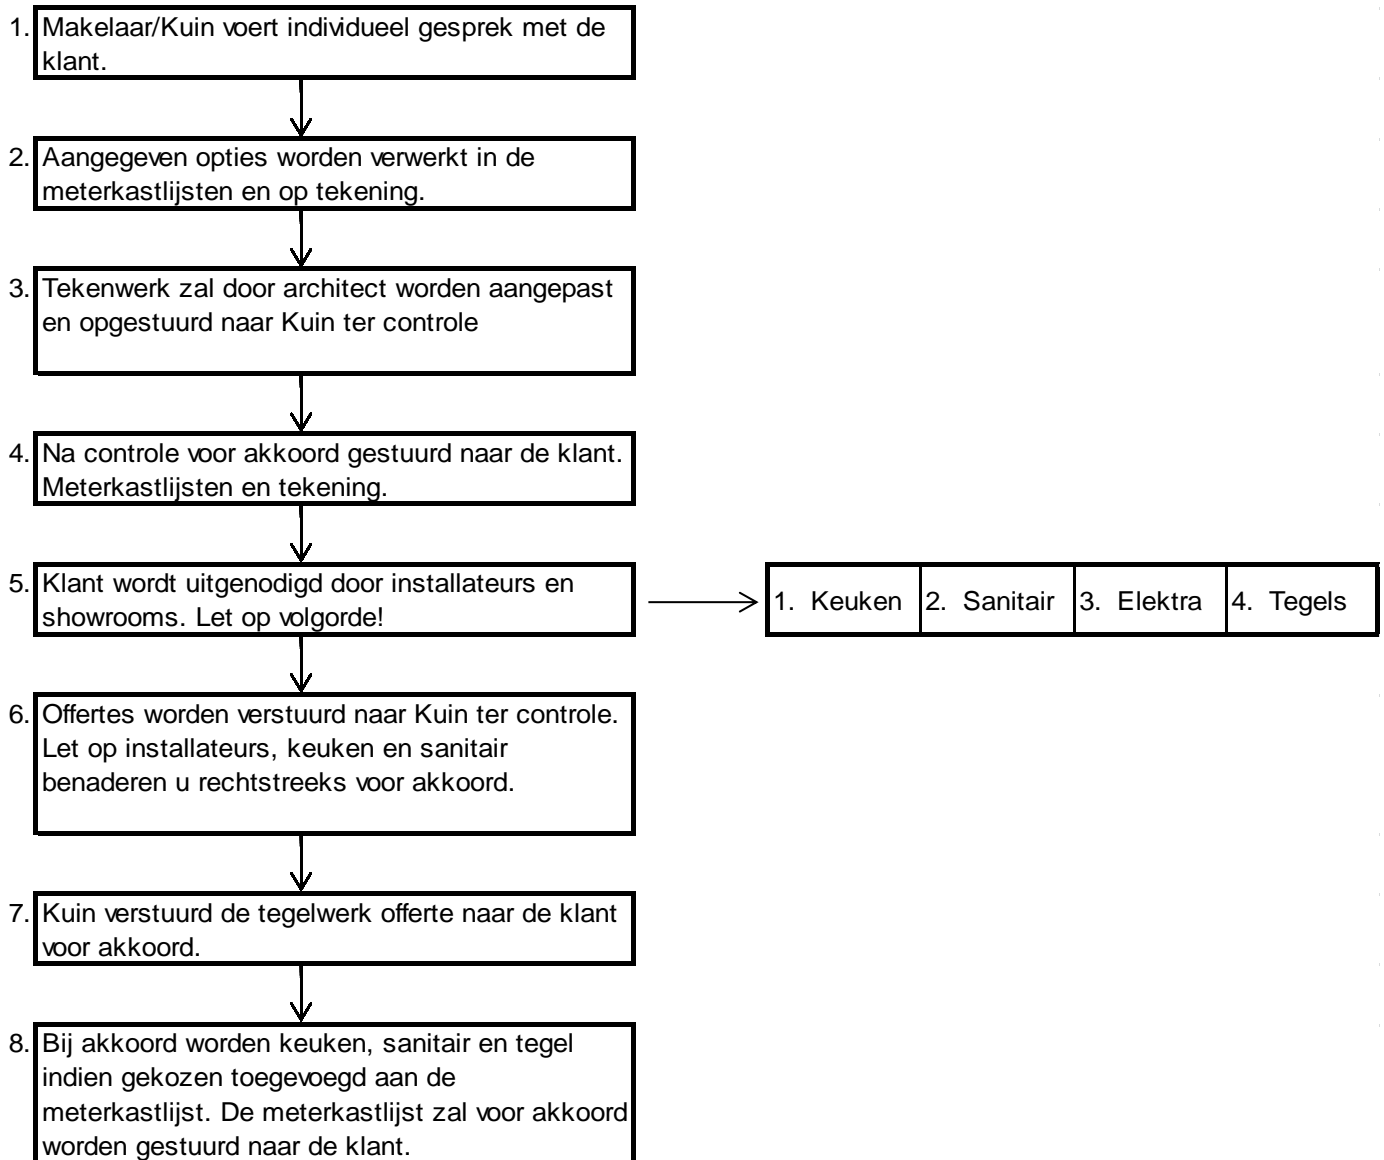 1. Makelaar/Kuin voert individueel gesprek met de
klant.
2. Aangegeven opties worden verwerkt in de
meterkastlijsten en op tekening.
3. Tekenwerk zal door architect worden aangepast
en opgestuurd naar Kuin ter controle
4. Na controle voor akkoord gestuurd naar de klant.
Meterkastlijsten en tekening.
5. Klant wordt uitgenodigd door installateurs en
showrooms. Let op volgorde!
1. Keuken 2. Sanitair 3. Elektra 4. Tegels
6. Offertes worden verstuurd naar Kuin ter controle.
Let op installateurs, keuken en sanitair
benaderen u rechtstreeks voor akkoord.
7. Kuin verstuurd de tegelwerk offerte naar de klant
voor akkoord.
8. Bij akkoord worden keuken, sanitair en tegel
indien gekozen toegevoegd aan de
meterkastlijst. De meterkastlijst zal voor akkoord
worden gestuurd naar de klant.